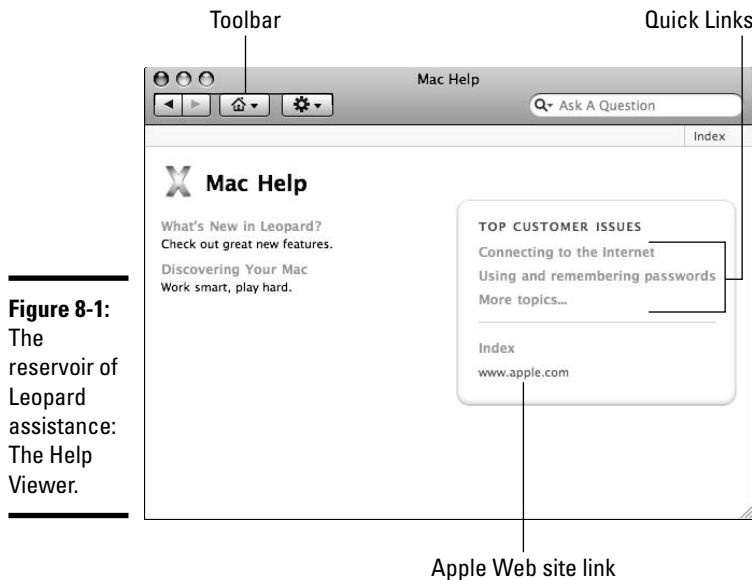 Toolbar
Quick Links
Mac Help
Ask A Question
Index
Mac Help
What's New in Leopard?
Check out great new features.
Discovering Your Mac
Work smart, play hard.
TOP CUSTOMER ISSUES
Connecting to the Internet
Using and remembering passwords
More topics...
Index
www.apple.com
Figure 8-1:
The
reservoir of
Leopard
assistance:
The Help
Viewer.
Apple Web site link